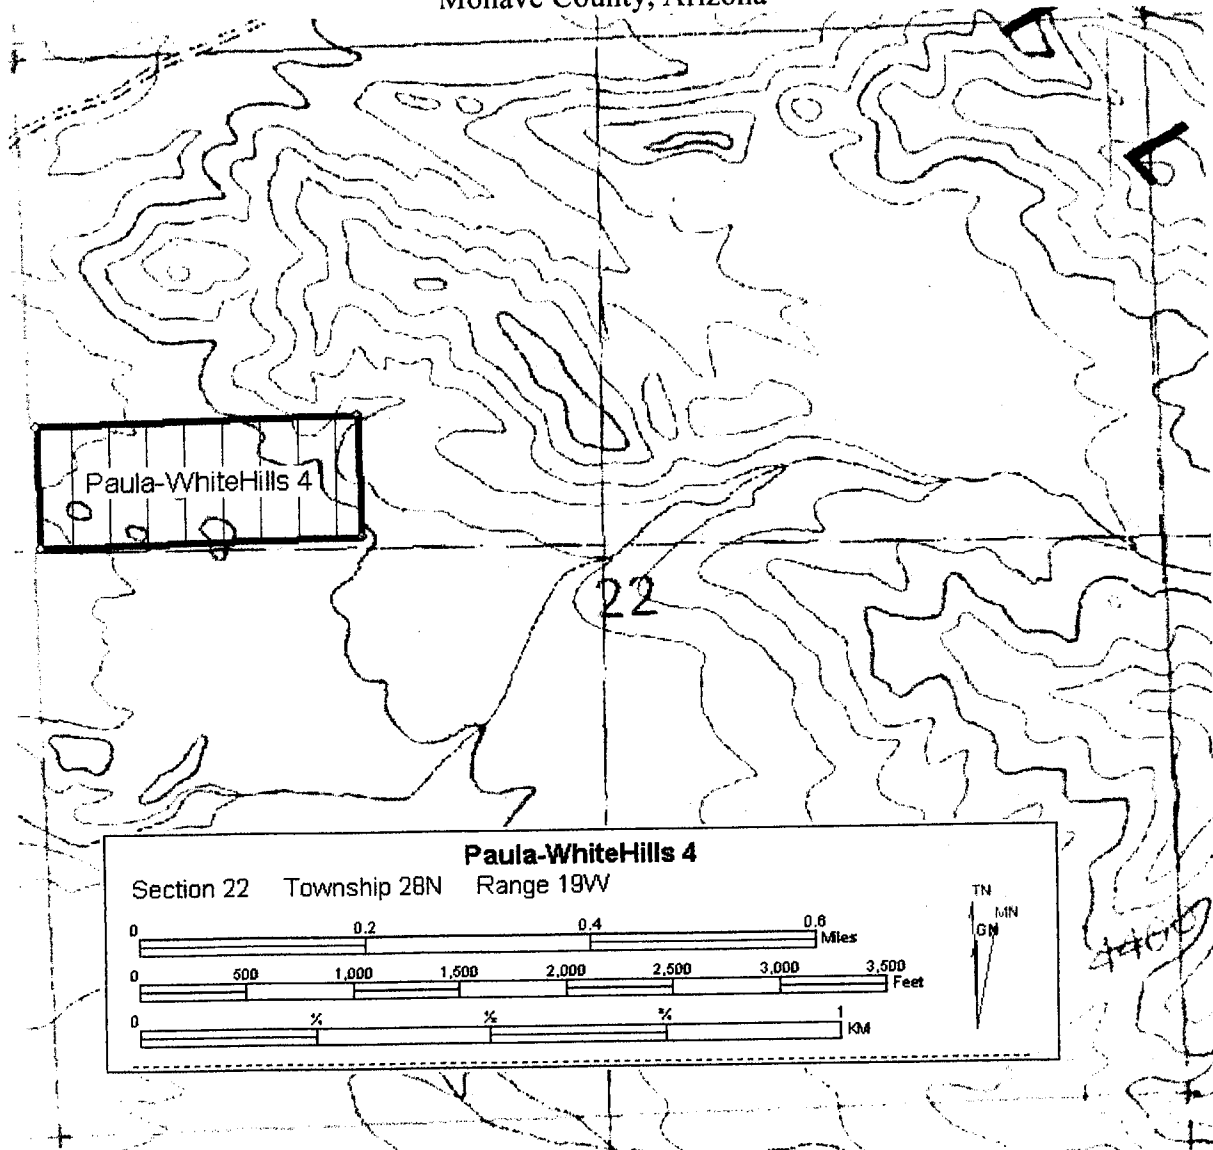 Mohave County, Arizona
Paula-WhiteHills 4
22
Paula-WhiteHills 4
Section 22 Township 28N Range 19W
0 0.2 0.4 0.6 Miles
0 500 1,000 1,500 2,000 2,500 3,000 3,500 Feet
0 ¼ ½ ¾ 1 KM
TN
MN
GN
4400